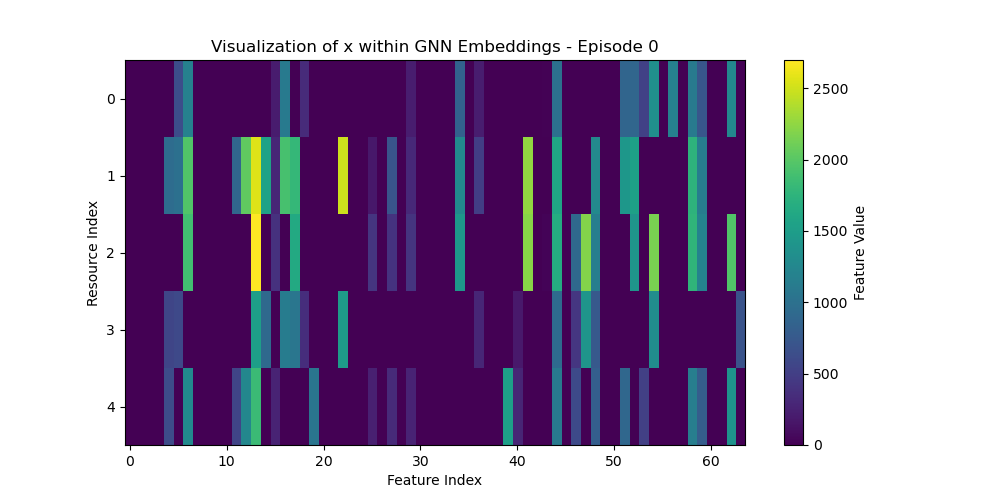 Visualization of x within GNN Embeddings - Episode 0
Resource Index
0
1
2
3
4
0 10 20 30 40 50 60
Feature Index
2500
2000
1500
1000
500
0
Feature Value